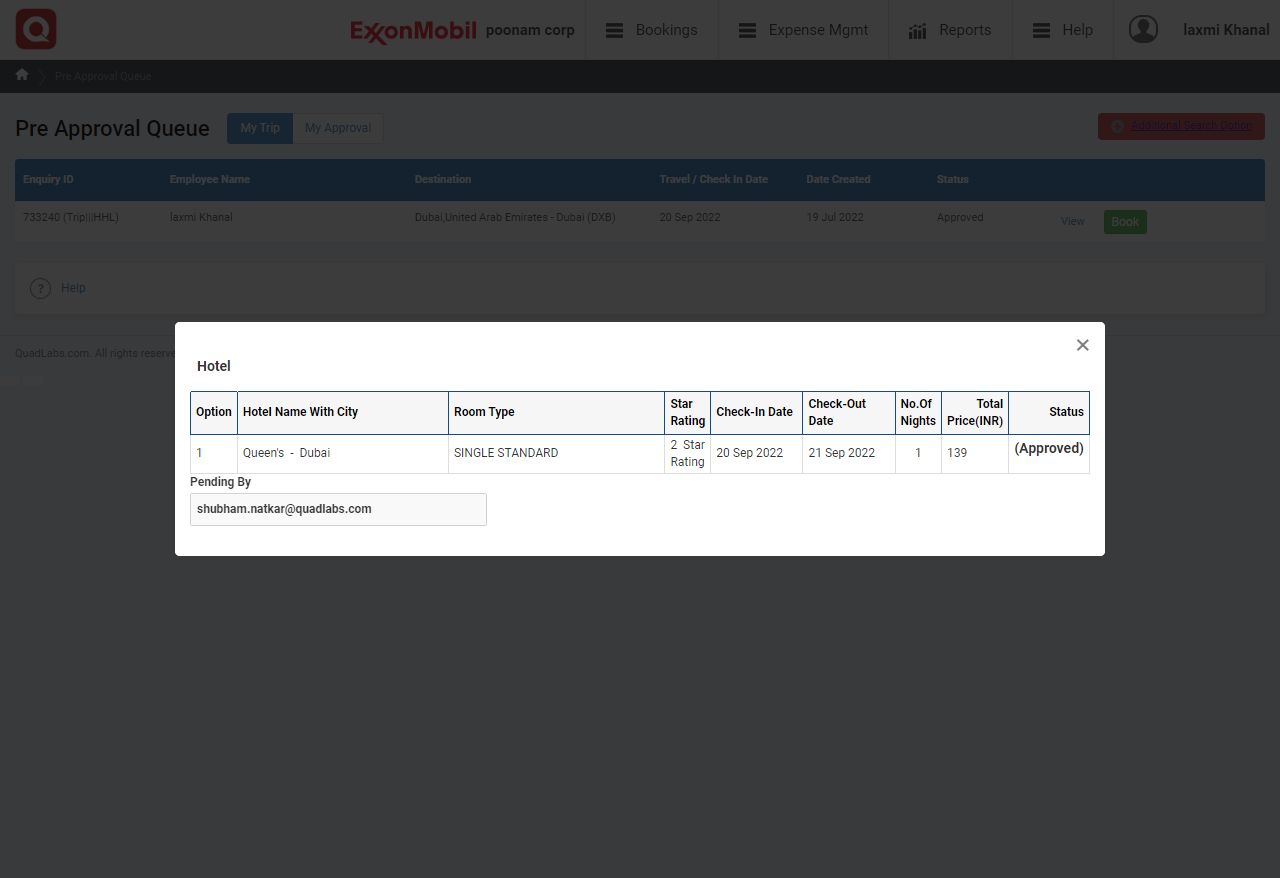 ExxonMobil poonam corp Bookings Expense Mgmt Reports Help laxmi Khanal
Pre Approval Queue
Pre Approval Queue My Trip My Approval Additional Search Option
Enquiry ID Employee Name Destination Travel / Check In Date Date Created Status
733240 (Trip|||HHL) laxmi Khanal Dubai,United Arab Emirates - Dubai (DXB) 20 Sep 2022 19 Jul 2022 Approved View Book
? Help
QuadLabs.com. All rights reserve
Hotel
Option Hotel Name With City Room Type Star Rating Check-In Date Check-Out Date No.Of Nights Total Price(INR) Status
1 Queen's - Dubai SINGLE STANDARD 2 Star Rating 20 Sep 2022 21 Sep 2022 1 139 (Approved)
Pending By
shubham.natkar@quadlabs.com